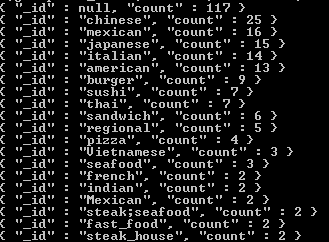 { "_id" : null, "count" : 117 }
{ "_id" : "chinese", "count" : 25 }
{ "_id" : "mexican", "count" : 16 }
{ "_id" : "japanese", "count" : 15 }
{ "_id" : "italian", "count" : 14 }
{ "_id" : "american", "count" : 13 }
{ "_id" : "burger", "count" : 9 }
{ "_id" : "sushi", "count" : 7 }
{ "_id" : "thai", "count" : 7 }
{ "_id" : "sandwich", "count" : 6 }
{ "_id" : "regional", "count" : 5 }
{ "_id" : "pizza", "count" : 4 }
{ "_id" : "Vietnamese", "count" : 3 }
{ "_id" : "seafood", "count" : 3 }
{ "_id" : "french", "count" : 2 }
{ "_id" : "indian", "count" : 2 }
{ "_id" : "Mexican", "count" : 2 }
{ "_id" : "steak;seafood", "count" : 2 }
{ "_id" : "fast_food", "count" : 2 }
{ "_id" : "steak_house", "count" : 2 }